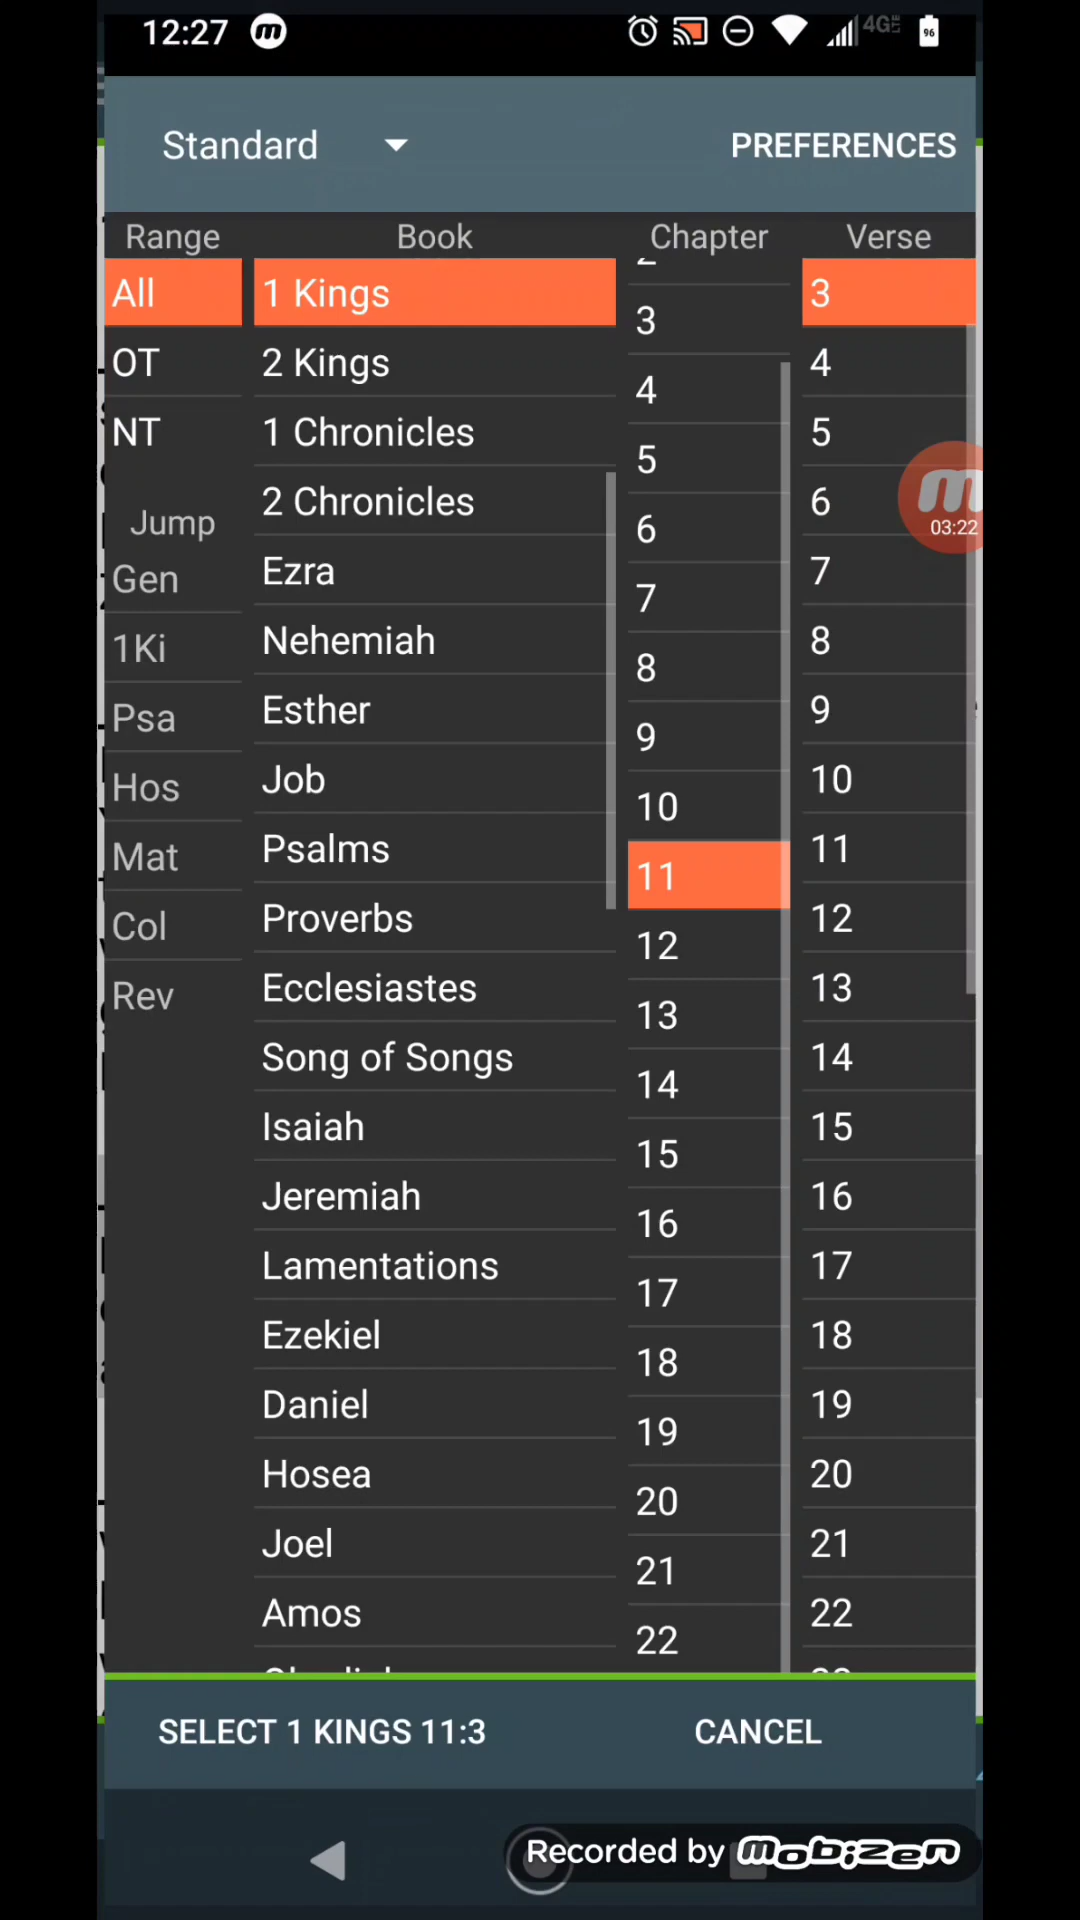 12:27
4G LTE
96
Standard
PREFERENCES
Range Book Chapter Verse
All
OT
NT
Jump
Gen
1Ki
Psa
Hos
Mat
Col
Rev
1 Kings
2 Kings
1 Chronicles
2 Chronicles
Ezra
Nehemiah
Esther
Job
Psalms
Proverbs
Ecclesiastes
Song of Songs
Isaiah
Jeremiah
Lamentations
Ezekiel
Daniel
Hosea
Joel
Amos
3
4
5
6
7
8
9
10
11
12
13
14
15
16
17
18
19
20
21
22
3
4
5
6
7
8
9
10
11
12
13
14
15
16
17
18
19
20
21
22
03:22
SELECT 1 KINGS 11:3
CANCEL
Recorded by mobizen